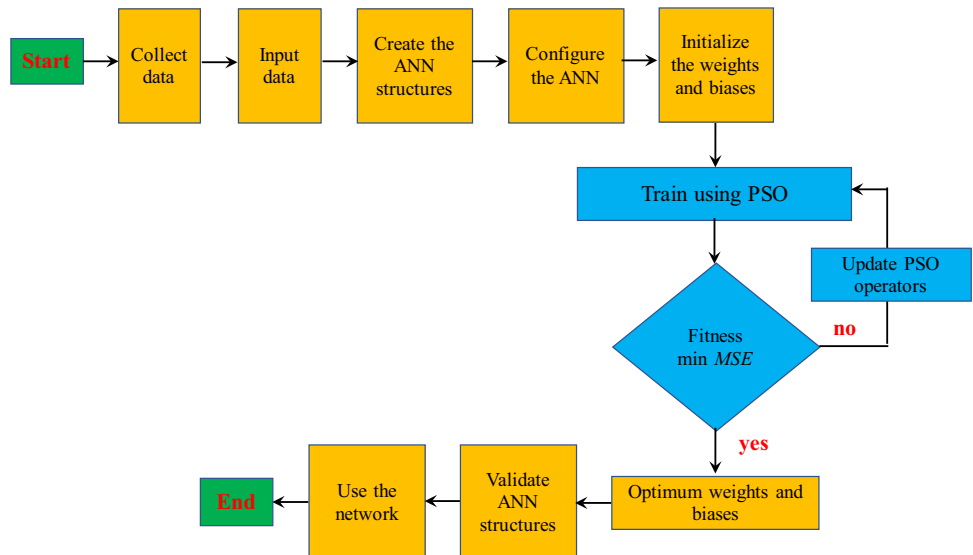 Start
Collect
data
Input
data
Create the
ANN
structures
Configure
the ANN
Initialize
the weights
and biases
Train using PSO
Update PSO
operators
Fitness
min MSE
no
yes
Optimum weights and
biases
Validate
ANN
structures
Use the
network
End